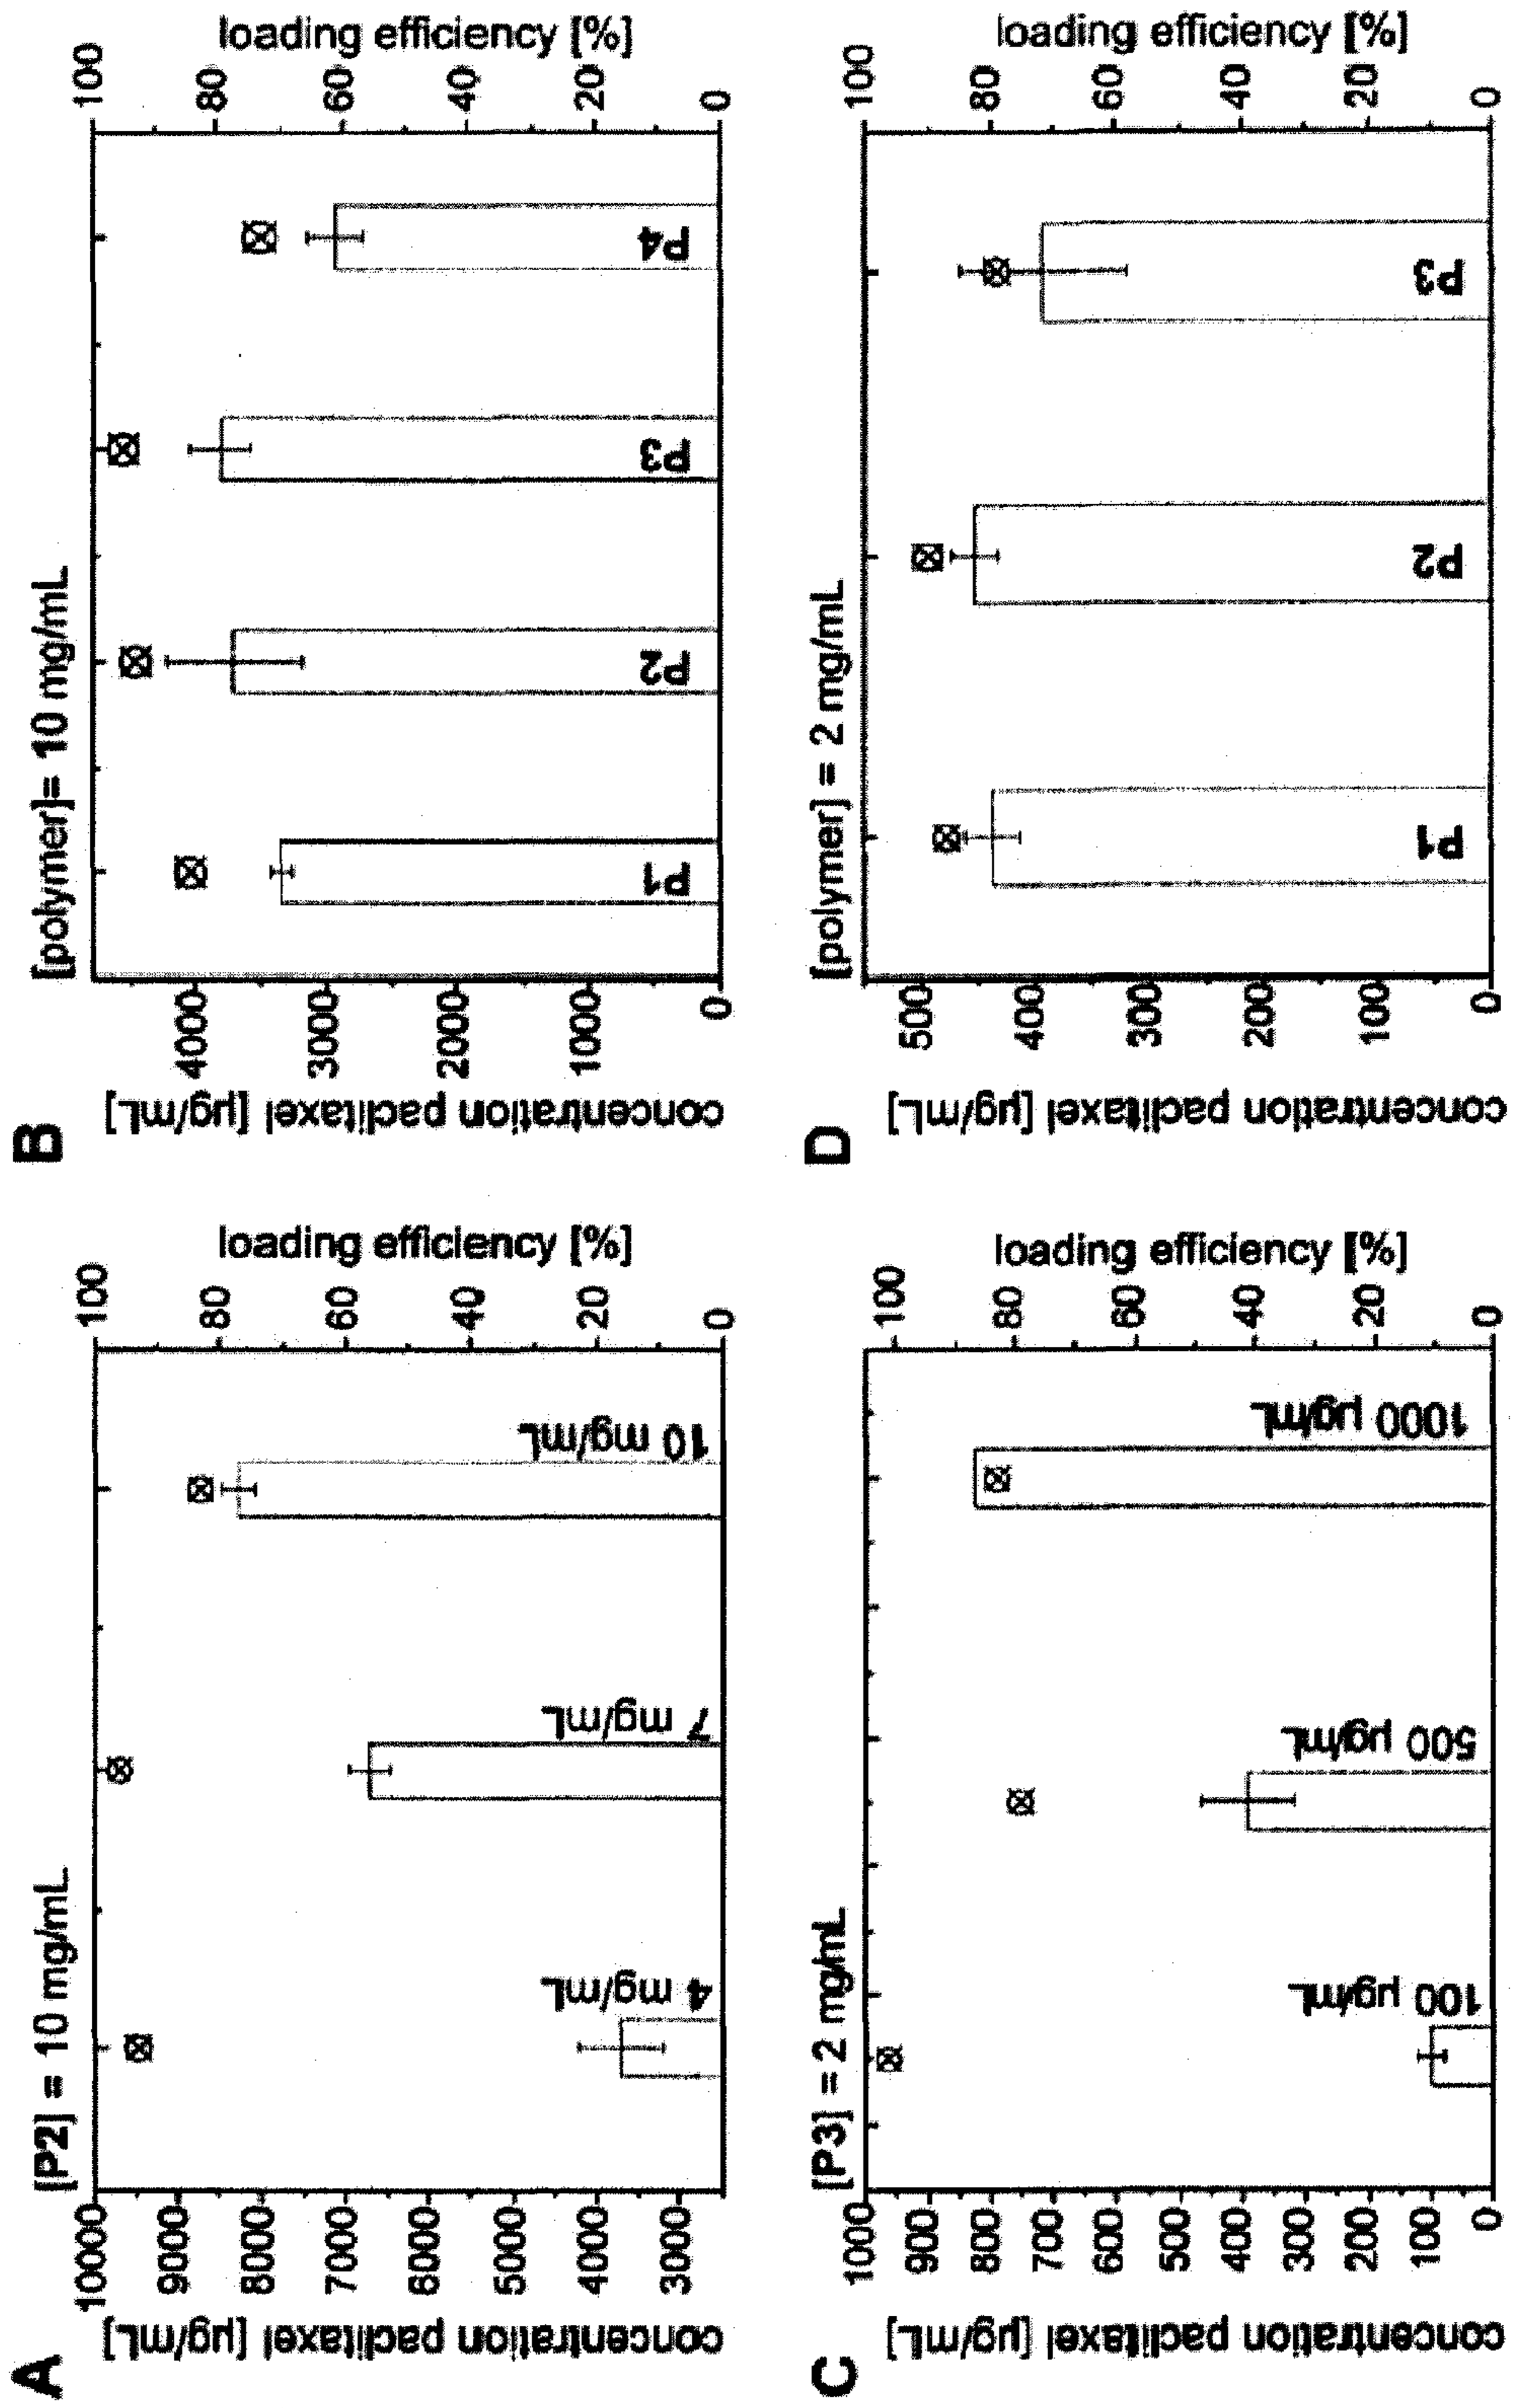 A
[P2] = 10 mg/mL
concentration paclitaxel [µg/mL]
10000
9000
8000
7000
6000
5000
4000
3000
4 mg/mL
7 mg/mL
10 mg/mL
100
80
60
40
20
0
loading efficiency [%]
B
[polymer]= 10 mg/mL
concentration paclitaxel [µg/mL]
4000
3000
2000
1000
0
P1
P2
P3
P4
100
80
60
40
20
0
loading efficiency [%]
C
[P3] = 2 mg/mL
concentration paclitaxel [µg/mL]
1000
900
800
700
600
500
400
300
200
100
0
100 µg/mL
500 µg/mL
1000 µg/mL
100
80
60
40
20
0
loading efficiency [%]
D
[polymer] = 2 mg/mL
concentration paclitaxel [µg/mL]
500
400
300
200
100
0
P1
P2
P3
100
80
60
40
20
0
loading efficiency [%]